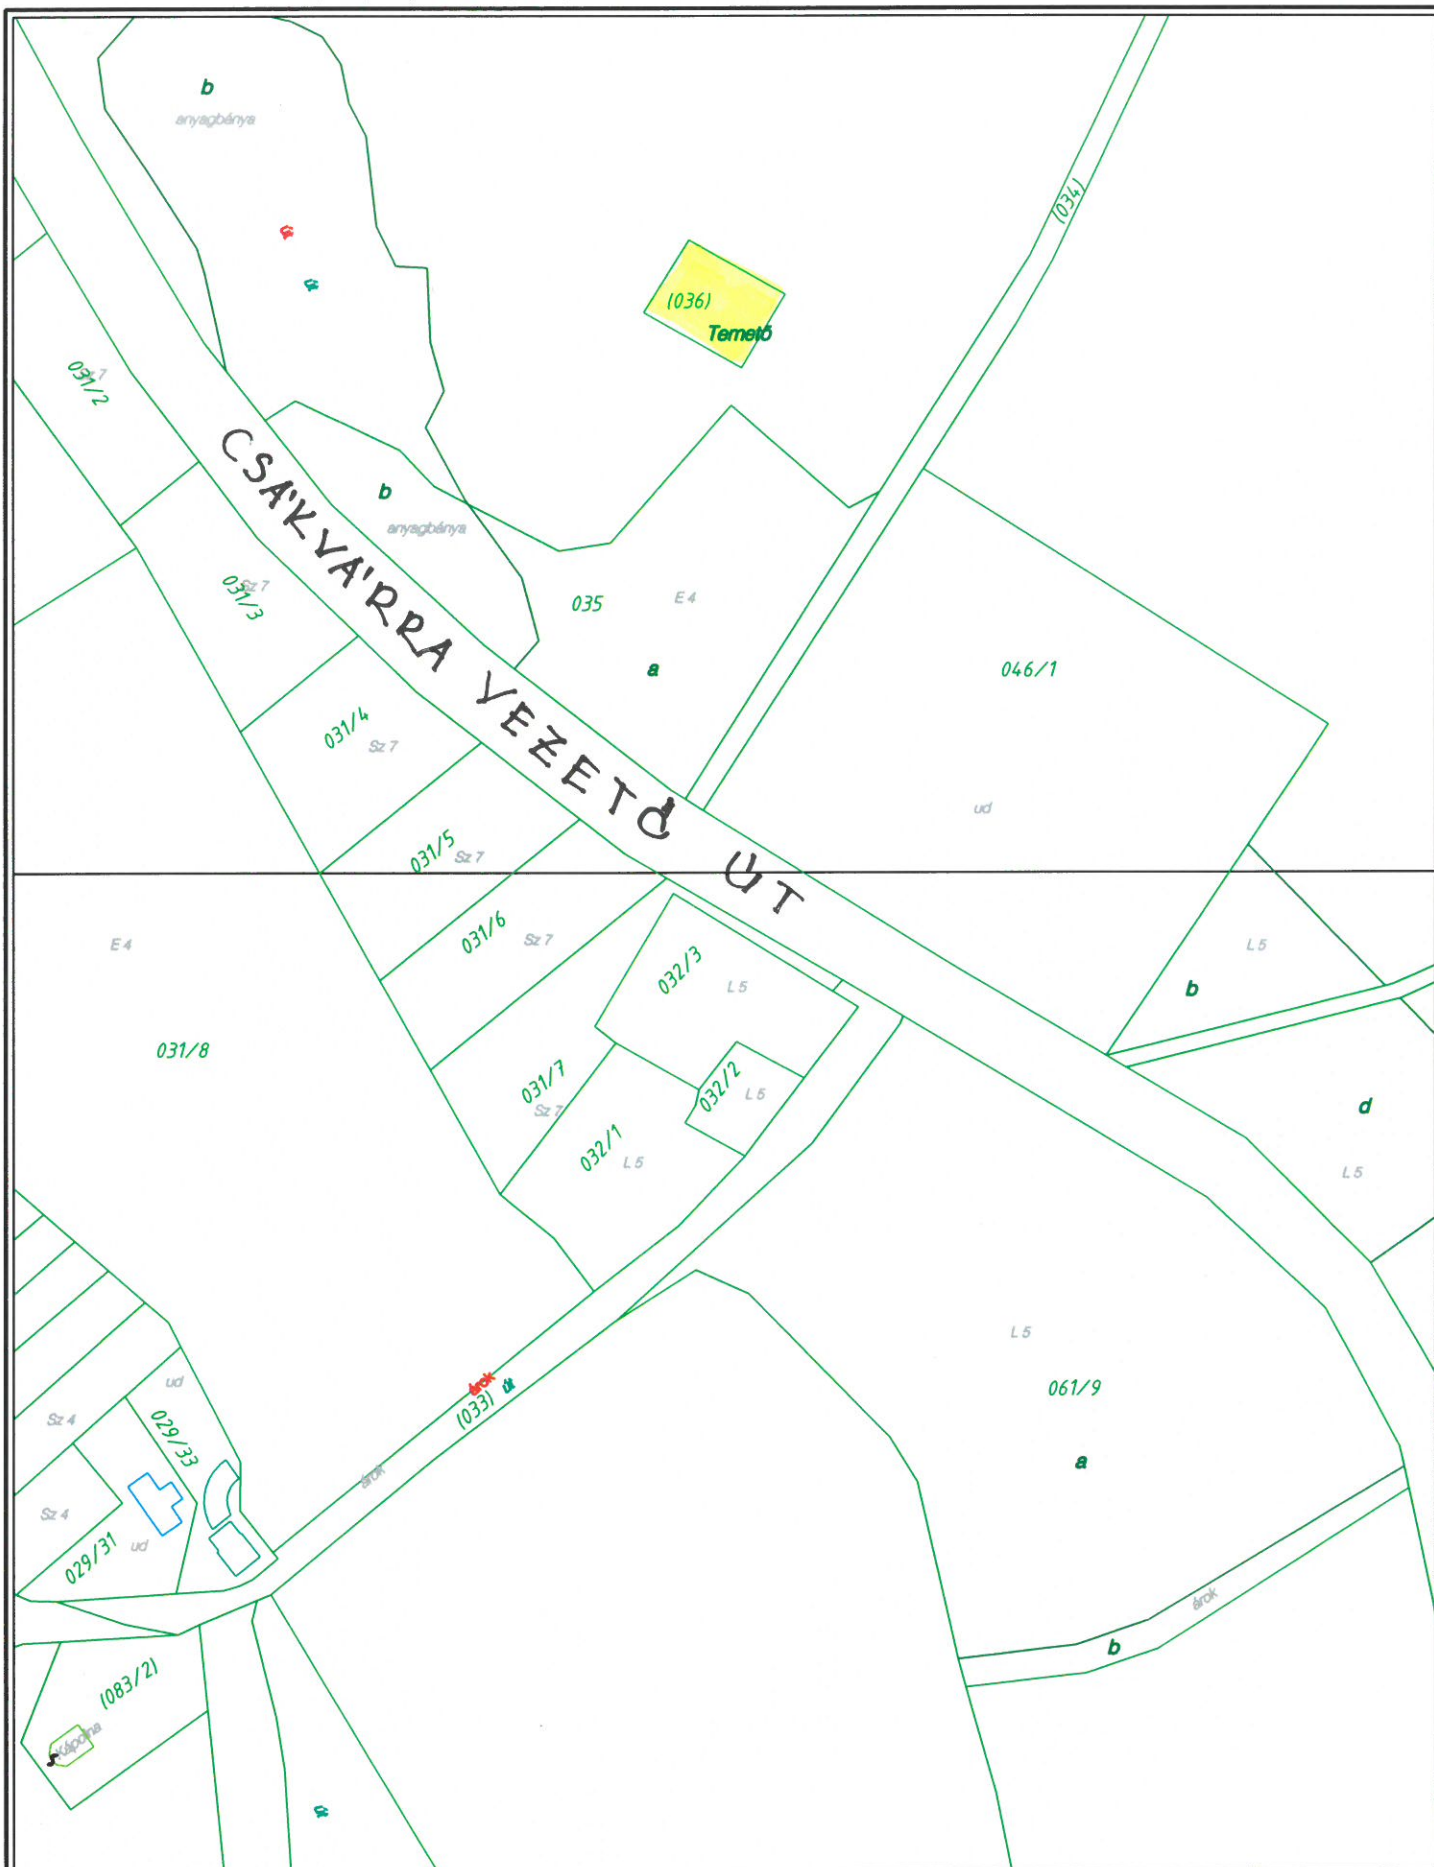 b
anyagbánya
(034)
út
út
(036)
Temető
031/2
CSÁKVÁRRA VEZETŐ ÚT
b
anyagbánya
031/3
Sz 7
035
E 4
a
046/1
031/4
Sz 7
ud
031/5
Sz 7
031/6
Sz 7
E 4
L 5
032/3
L 5
b
031/8
031/7
Sz 7
032/2
L 5
d
032/1
L 5
L 5
L 5
061/9
árok
(033)
út
ud
Sz 4
029/33
a
árok
Sz 4
029/31
ud
árok
b
(083/2)
Kápolna
út